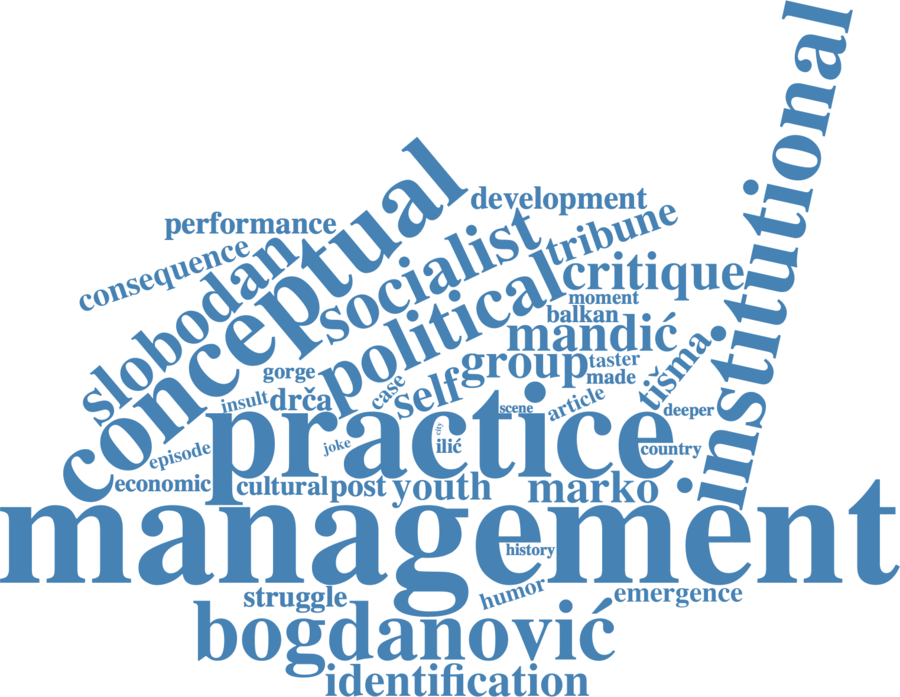 institutional
conceptual
development
performance
tribune
socialist
consequence
slobodan
critique
political
moment
balkan
mandić
group
taster
gorge
made
tišma
case
self
insult
drča
article
scene
deeper
practice
city
joke
ilić
country
episode
economic
cultural
post
youth
marko
management
history
struggle
humor
emergence
bogdanović
identification